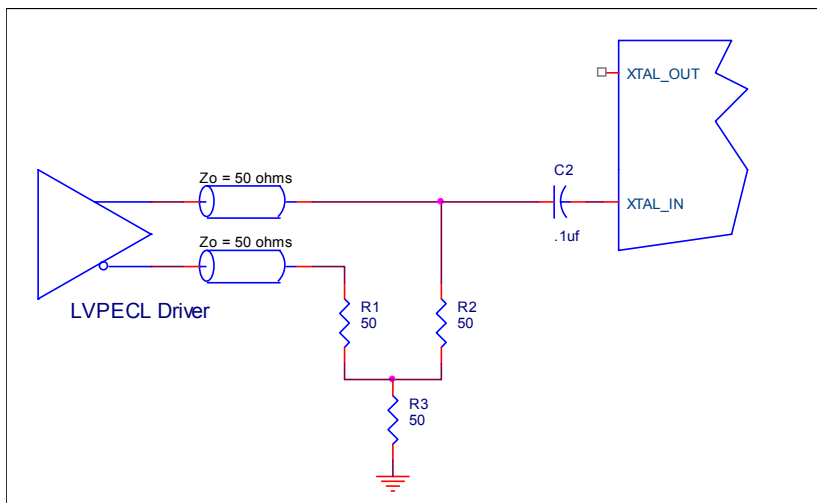 XTAL_OUT
C2
Zo = 50 ohms
XTAL_IN
.1uf
Zo = 50 ohms
LVPECL Driver
R1
50
R2
50
R3
50